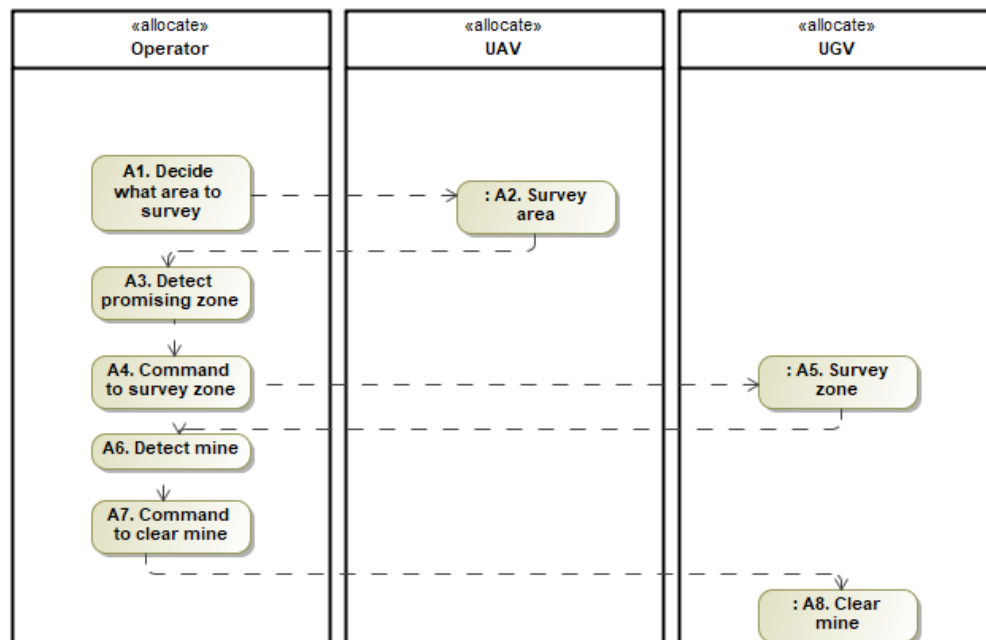 «allocate»
Operator
«allocate»
UAV
«allocate»
UGV
A1. Decide
what area to
survey
: A2. Survey
area
A3. Detect
promising zone
A4. Command
to survey zone
: A5. Survey
zone
A6. Detect mine
A7. Command
to clear mine
: A8. Clear
mine